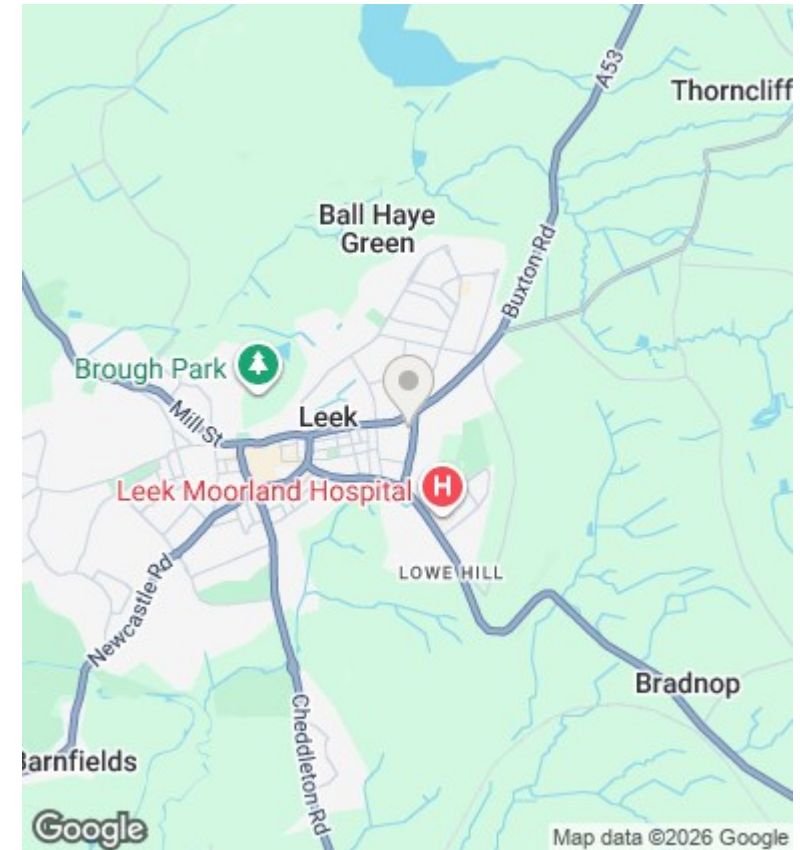 A53
Thorncliff
Ball Haye
Green
Buxton Rd
Brough Park
Mill St
Leek
Leek Moorland Hospital
H
LOWE HILL
Newcastle Rd
Bradnop
Cheddleton Rd
Barnfields
Google
Map data ©2026 Google